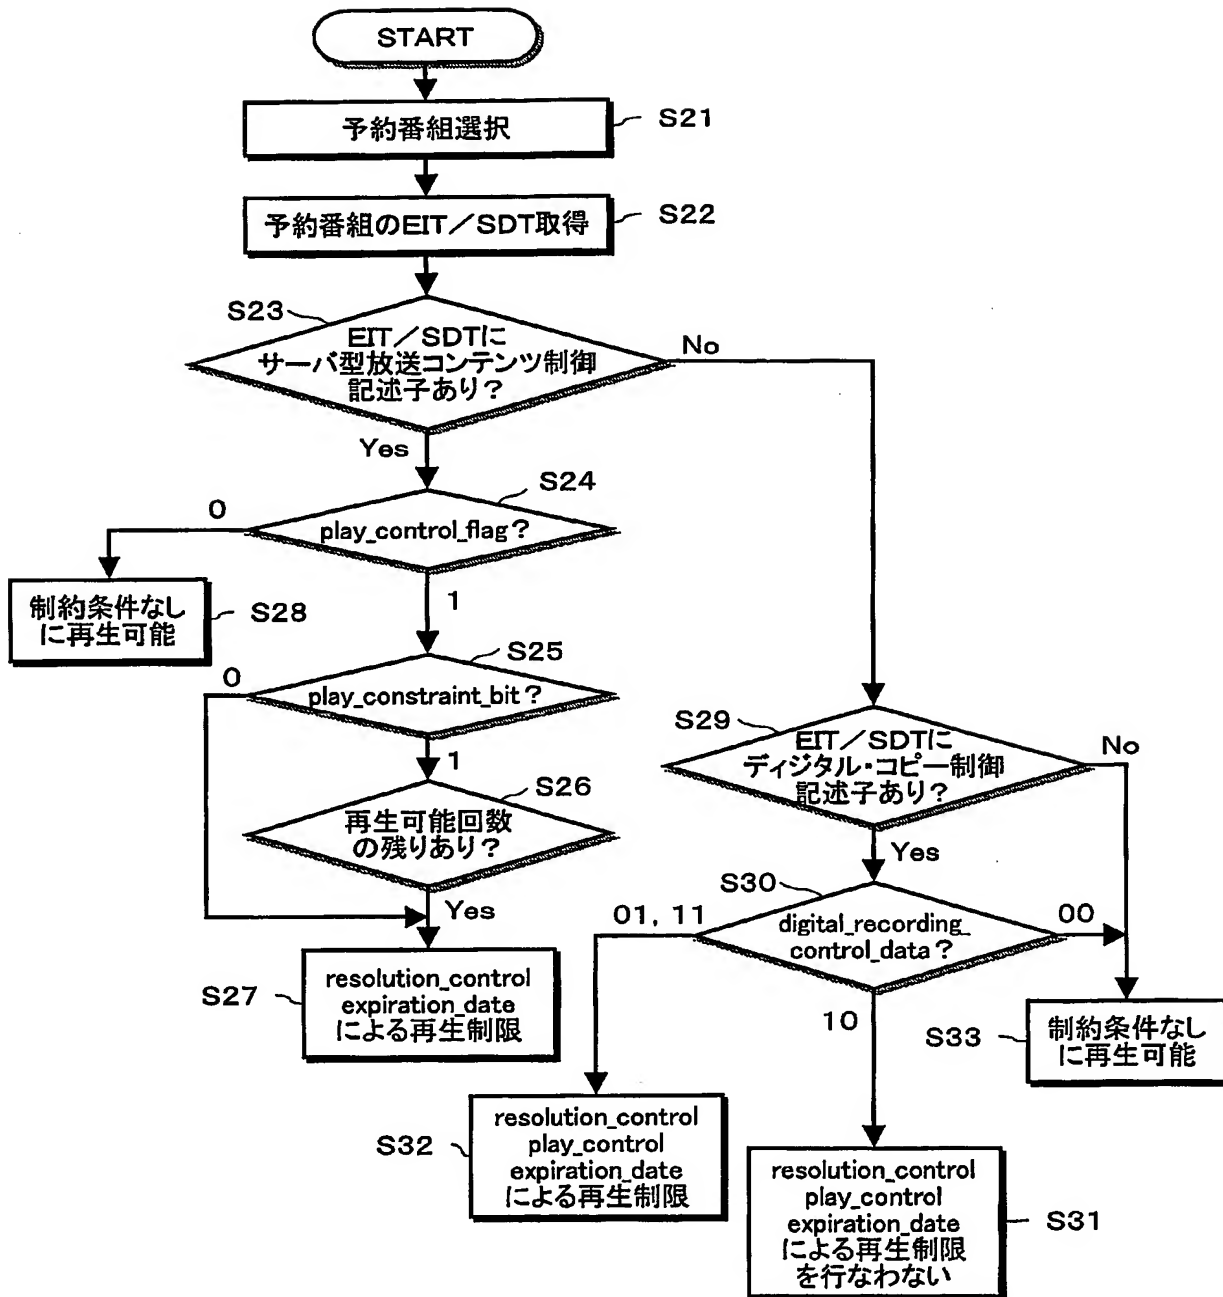 START
予約番組選択
S21
予約番組のEIT／SDT取得
S22
S23
EIT／SDTに
サーバ型放送コンテンツ制御
記述子あり？
No
Yes
S24
0
play_control_flag？
制約条件なし
に再生可能
S28
1
S25
0
play_constraint_bit？
1
S26
再生可能回数
の残りあり？
Yes
S27
resolution_control
expiration_date
による再生制限
S29
EIT／SDTに
ディジタル・コピー制御
記述子あり？
No
Yes
S30
01, 11
digital_recording_
control_data？
00
10
S33
制約条件なし
に再生可能
S32
resolution_control
play_control
expiration_date
による再生制限
resolution_control
play_control
expiration_date
による再生制限
を行なわない
S31